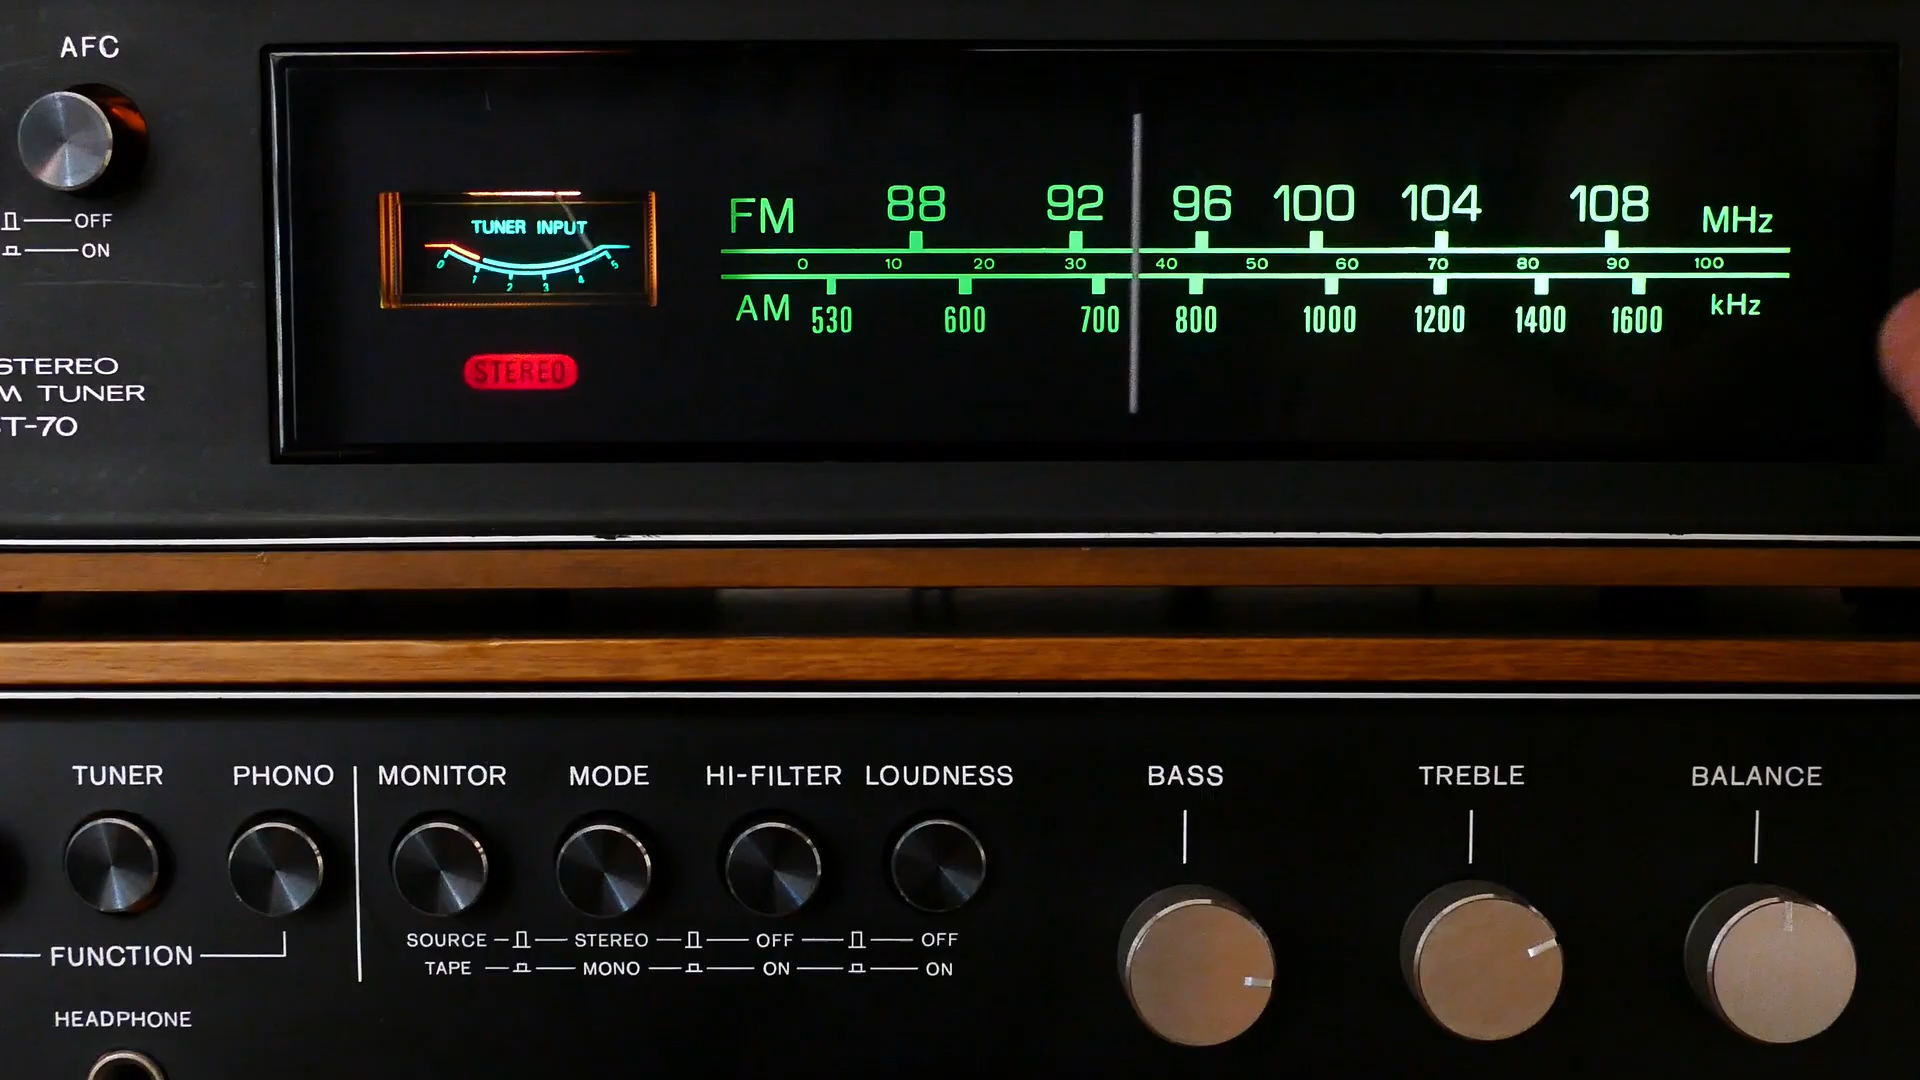 AFC
OFF
ON
TUNER INPUT
0 1 2 3 4 5
STEREO
FM 88 92 96 100 104 108 MHz
0 10 20 30 40 50 60 70 80 90 100
AM 530 600 700 800 1000 1200 1400 1600 kHz
STEREO
M TUNER
T-70
TUNER PHONO MONITOR MODE HI-FILTER LOUDNESS BASS TREBLE BALANCE
SOURCE STEREO OFF OFF
TAPE MONO ON ON
FUNCTION
HEADPHONE